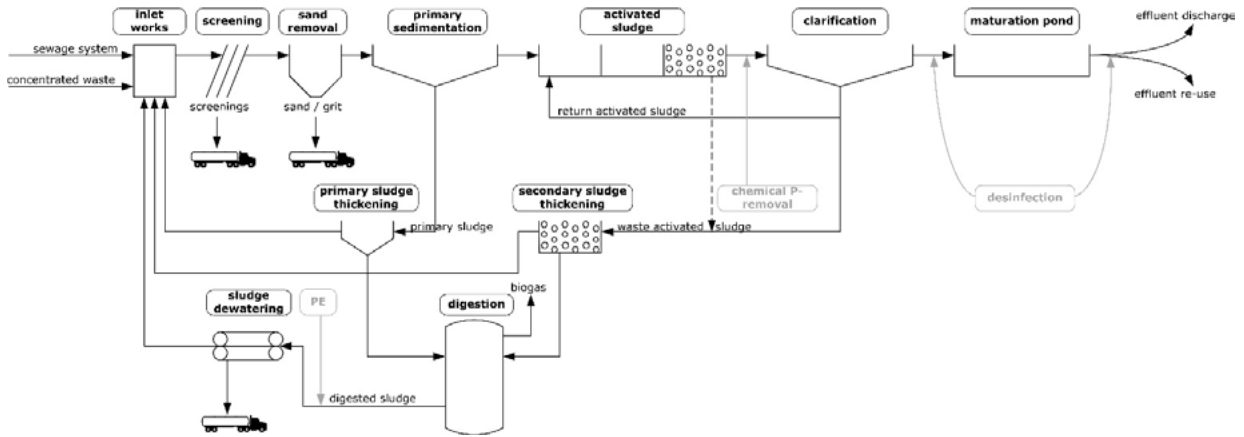 inlet
works
screening
sand
removal
primary
sedimentation
activated
sludge
clarification
maturation pond
effluent discharge
sewage system
concentrated waste
effluent re-use
screenings
sand / grit
return activated sludge
primary sludge
thickening
secondary sludge
thickening
chemical P-
removal
desinfection
primary sludge
waste activated sludge
sludge
dewatering
PE
digestion
biogas
digested sludge